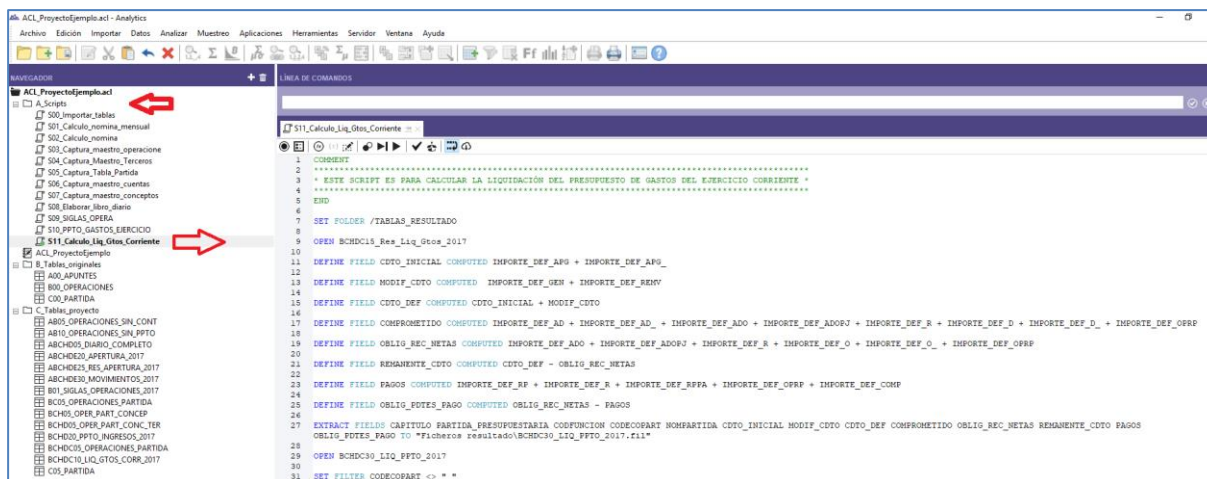 ACL_ProyectoEjemplo.acl - Analytics
Archivo Edición Importar Datos Analizar Muestreo Aplicaciones Herramientas Servidor Ventana Ayuda
NAVEGADOR
ACL_ProyectoEjemplo.acl
A_Scripts
S00_Importar_tablas
S01_Calculo_nomina_mensual
S02_Calculo_nomina
S03_Captura_maestro_operacione
S04_Captura_Maestro_Terceros
S05_Captura_Tabla_Partida
S06_Captura_maestro_cuentas
S07_Captura_maestro_conceptos
S08_Elaborar_libro_diario
S09_SIGLAS_OPERA
S10_PPTO_GASTOS_EJERCICIO
S11_Calculo_Liq_Gtos_Corriente
ACL_ProyectoEjemplo
B_Tablas_originales
A00_APUNTES
B00_OPERACIONES
C00_PARTIDA
C_Tablas_proyecto
AB05_OPERACIONES_SIN_CONT
AB10_OPERACIONES_SIN_PPTO
ABCHD05_DIARIO_COMPLETO
ABCHDE20_APERTURA_2017
ABCHDE25_RES_APERTURA_2017
ABCHDE30_MOVIMIENTOS_2017
B01_SIGLAS_OPERACIONES_2017
BC05_OPERACIONES_PARTIDA
BCH05_OPER_PART_CONCEP
BCHD05_OPER_PART_CONC_TER
BCHD20_PPTO_INGRESOS_2017
BCHDC05_OPERACIONES_PARTIDA
BCHDC10_LIQ_GTOS_CORR_2017
C05_PARTIDA
LÍNEA DE COMANDOS
S11_Calculo_Liq_Gtos_Corriente
1 COMMENT
2 ************************************************************************************************
3 * ESTE SCRIPT ES PARA CALCULAR LA LIQUIDACIÓN DEL PRESUPUESTO DE GASTOS DEL EJERCICIO CORRIENTE *
4 ************************************************************************************************
5 END
6
7 SET FOLDER /TABLAS_RESULTADO
8
9 OPEN BCHDC15_Res_Liq_Gtos_2017
10
11 DEFINE FIELD CDTO_INICIAL COMPUTED IMPORTE_DEF_APG + IMPORTE_DEF_APG_
12
13 DEFINE FIELD MODIF_CDTO COMPUTED IMPORTE_DEF_GEN + IMPORTE_DEF_REMV
14
15 DEFINE FIELD CDTO_DEF COMPUTED CDTO_INICIAL + MODIF_CDTO
16
17 DEFINE FIELD COMPROMETIDO COMPUTED IMPORTE_DEF_AD + IMPORTE_DEF_AD_ + IMPORTE_DEF_ADO + IMPORTE_DEF_ADOPJ + IMPORTE_DEF_R + IMPORTE_DEF_D + IMPORTE_DEF_D_ + IMPORTE_DEF_OPRP
18
19 DEFINE FIELD OBLIG_REC_NETAS COMPUTED IMPORTE_DEF_ADO + IMPORTE_DEF_ADOPJ + IMPORTE_DEF_R + IMPORTE_DEF_O + IMPORTE_DEF_O_ + IMPORTE_DEF_OPRP
20
21 DEFINE FIELD REMANENTE_CDTO COMPUTED CDTO_DEF - OBLIG_REC_NETAS
22
23 DEFINE FIELD PAGOS COMPUTED IMPORTE_DEF_RP + IMPORTE_DEF_R + IMPORTE_DEF_RPPA + IMPORTE_DEF_OPRP + IMPORTE_DEF_COMP
24
25 DEFINE FIELD OBLIG_PDTES_PAGO COMPUTED OBLIG_REC_NETAS - PAGOS
26
27 EXTRACT FIELDS CAPITULO PARTIDA_PRESUPUESTARIA CODFUNCION CODECOPART NOMPARTIDA CDTO_INICIAL MODIF_CDTO CDTO_DEF COMPROMETIDO OBLIG_REC_NETAS REMANENTE_CDTO PAGOS
OBLIG_PDTES_PAGO TO "Ficheros resultado\BCHDC30_LIQ_PPTO_2017.fil"
28
29 OPEN BCHDC30_LIQ_PPTO_2017
30
31 SET FILTER CODECOPART <> " "